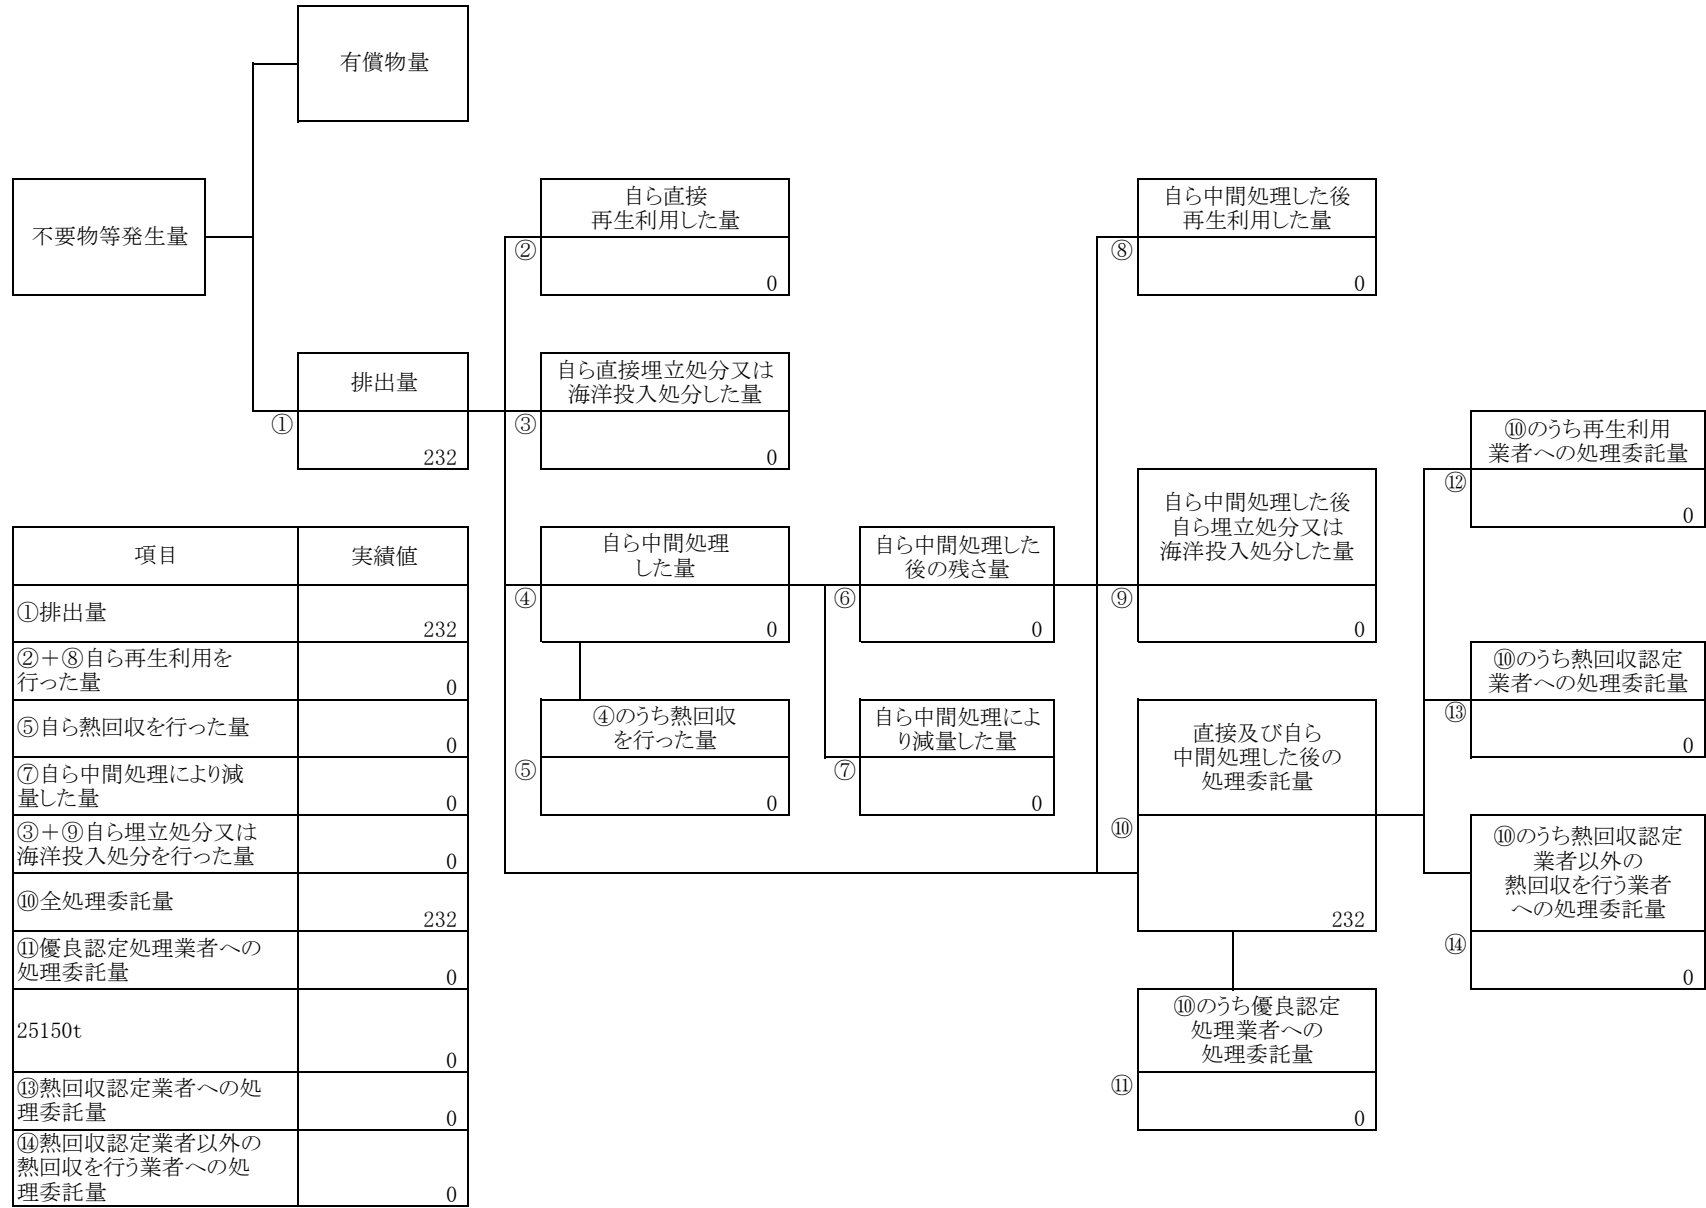 有償物量
不要物等発生量
自ら直接
再生利用した量
②
0
自ら中間処理した後
再生利用した量
⑧
0
排出量
①
232
自ら直接埋立処分又は
海洋投入処分した量
③
0
⑩のうち再生利用
業者への処理委託量
⑫
0
自ら中間処理した後
自ら埋立処分又は
海洋投入処分した量
⑨
0
自ら中間処理
した量
④
0
自ら中間処理した
後の残さ量
⑥
0
⑩のうち熱回収認定
業者への処理委託量
⑬
0
④のうち熱回収
を行った量
⑤
0
自ら中間処理によ
り減量した量
⑦
0
直接及び自ら
中間処理した後の
処理委託量
⑩
232
⑩のうち熱回収認定
業者以外の
熱回収を行う業者
への処理委託量
⑭
0
⑩のうち優良認定
処理業者への
処理委託量
⑪
0
項目 実績値
①排出量
232
②＋⑧自ら再生利用を
行った量
0
⑤自ら熱回収を行った量
0
⑦自ら中間処理により減
量した量
0
③＋⑨自ら埋立処分又は
海洋投入処分を行った量
0
⑩全処理委託量
232
⑪優良認定処理業者への
処理委託量
0
25150t
0
⑬熱回収認定業者への処
理委託量
0
⑭熱回収認定業者以外の
熱回収を行う業者への処
理委託量
0